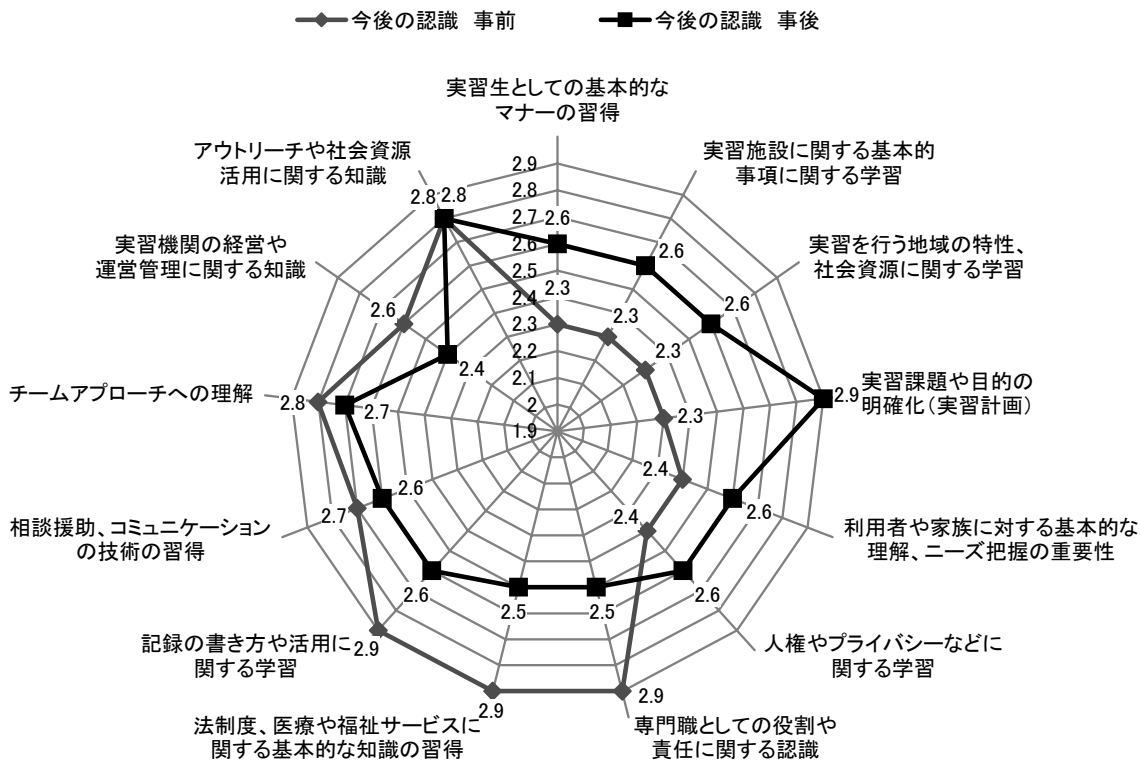 今後の認識 事前
今後の認識 事後
実習生としての基本的な
マナーの習得
実習施設に関する基本的
事項に関する学習
実習を行う地域の特性、
社会資源に関する学習
実習課題や目的の
明確化（実習計画）
利用者や家族に対する基本的な
理解、ニーズ把握の重要性
人権やプライバシーなどに
関する学習
専門職としての役割や
責任に関する認識
法制度、医療や福祉サービスに
関する基本的な知識の習得
記録の書き方や活用に
関する学習
相談援助、コミュニケーション
の技術の習得
チームアプローチへの理解
実習機関の経営や
運営管理に関する知識
アウトリーチや社会資源
活用に関する知識
2.9
2.8
2.7
2.6
2.5
2.4
2.3
2.2
2.1
2
1.9
2.3
2.3
2.3
2.3
2.4
2.4
2.9
2.9
2.9
2.7
2.8
2.6
2.8
2.6
2.6
2.6
2.9
2.6
2.6
2.5
2.5
2.6
2.6
2.7
2.4
2.8